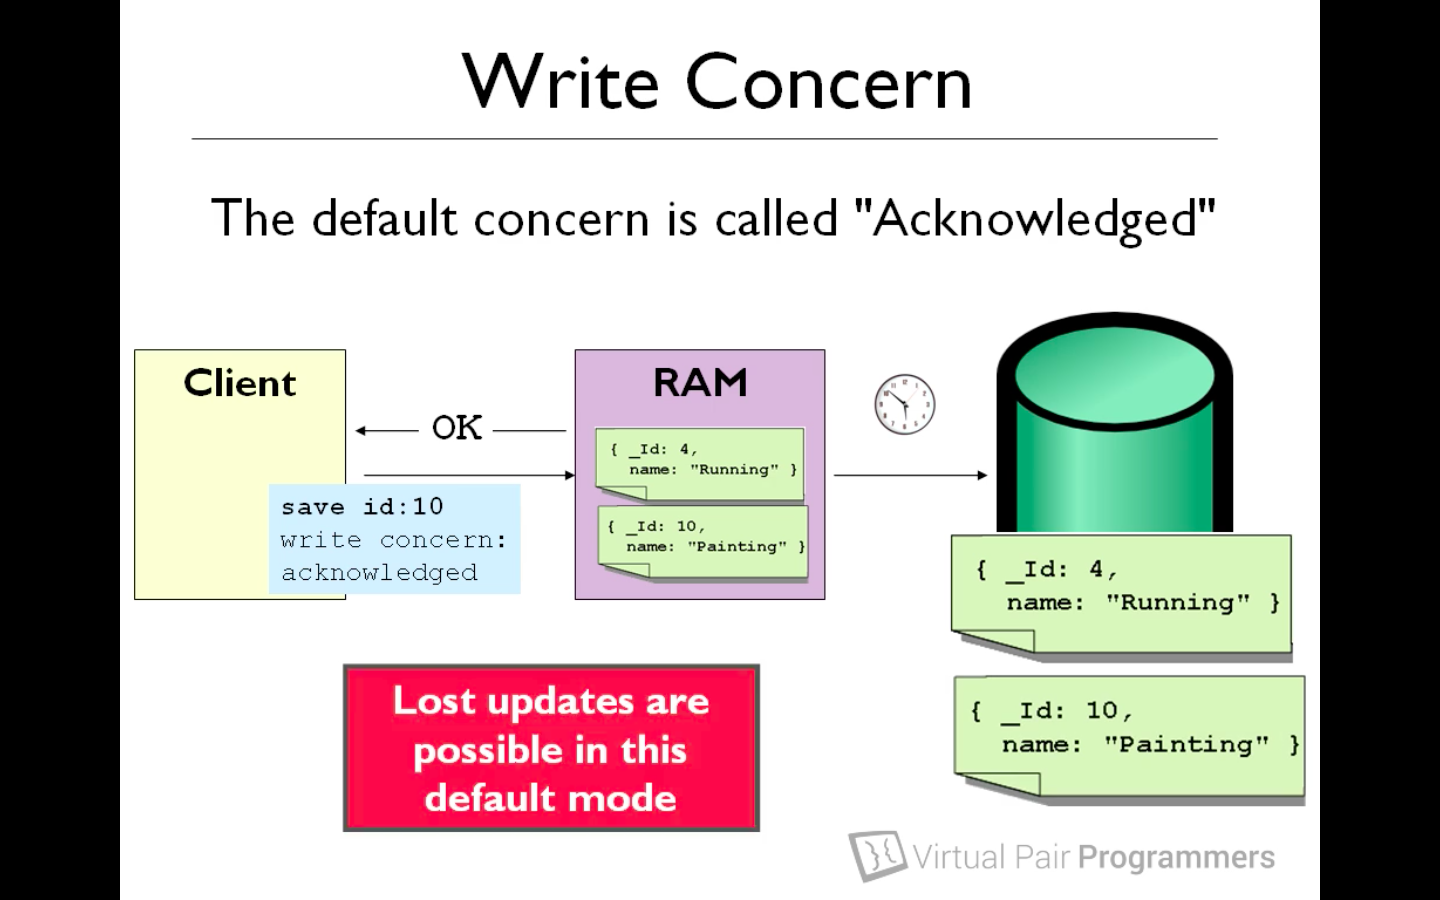 Write Concern
The default concern is called "Acknowledged"
Client
OK
save id:10
write concern:
acknowledged
RAM
{ _Id: 4,
name: "Running" }
{ _Id: 10,
name: "Painting" }
{ _Id: 4,
name: "Running" }
{ _Id: 10,
name: "Painting" }
Lost updates are
possible in this
default mode
Virtual Pair Programmers